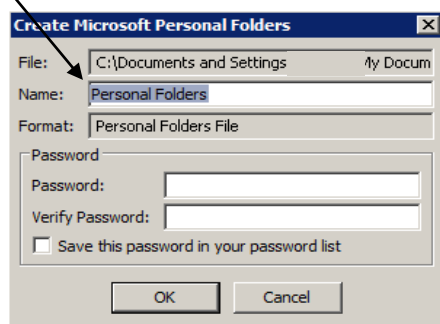 Create Microsoft Personal Folders
File: C:\Documents and Settings My Docum
Name: Personal Folders
Format: Personal Folders File
Password
Password:
Verify Password:
Save this password in your password list
OK Cancel